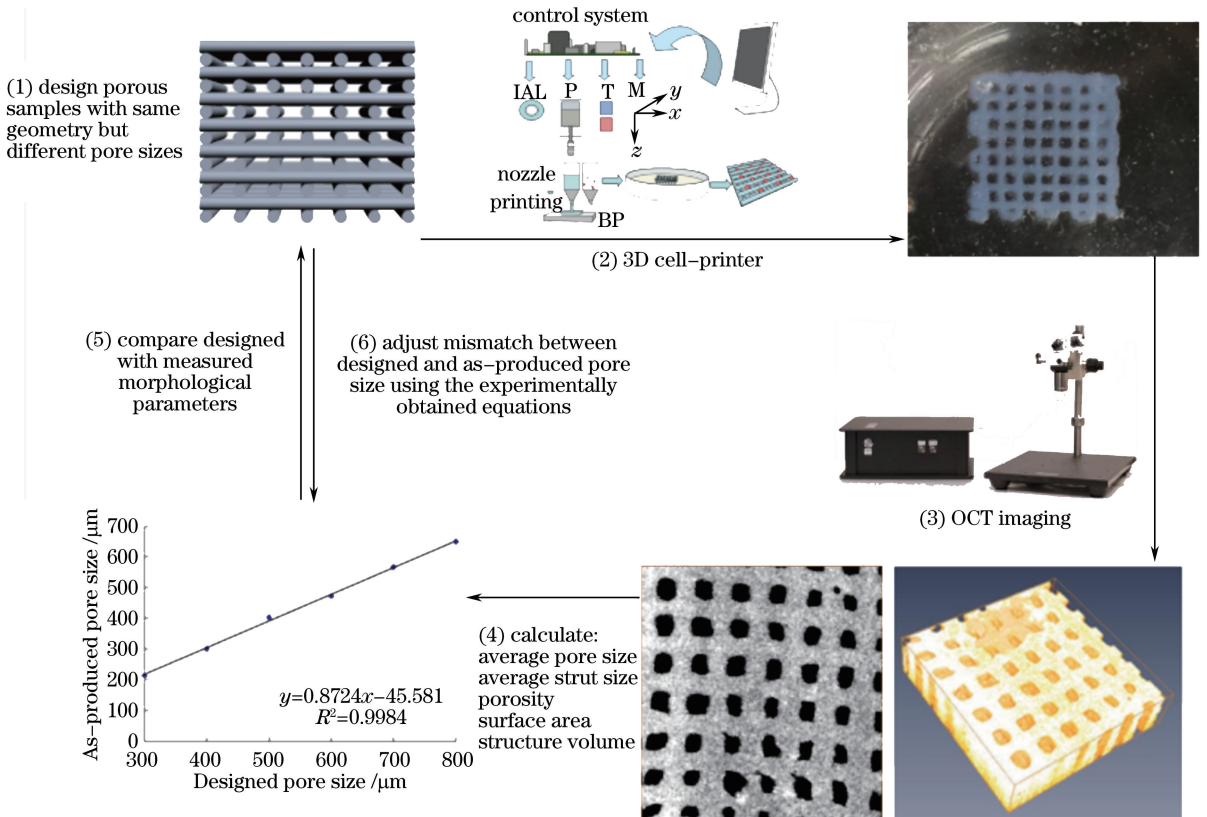 (1) design porous
samples with same
geometry but
different pore sizes
control system
IAL P T M
y
x
z
nozzle
printing
BP
(2) 3D cell-printer
(5) compare designed
with measured
morphological
parameters
(6) adjust mismatch between
designed and as-produced pore
size using the experimentally
obtained equations
(3) OCT imaging
(4) calculate:
average pore size
average strut size
porosity
surface area
structure volume
As-produced pore size /μm
700
600
500
400
300
200
100
0
y=0.8724x-45.581
R²=0.9984
300 400 500 600 700 800
Designed pore size /μm